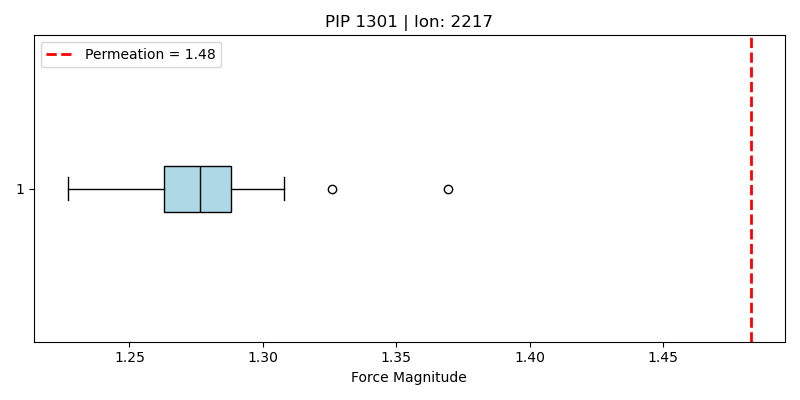 PIP 1301 | Ion: 2217
Permeation = 1.48
1
1.25 1.30 1.35 1.40 1.45
Force Magnitude